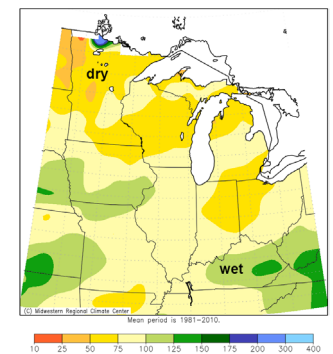 dry
wet
(C) Midwestern Regional Climate Center
Mean period is 1981-2010.
25 50 75 100 125 150 175 200 300 400